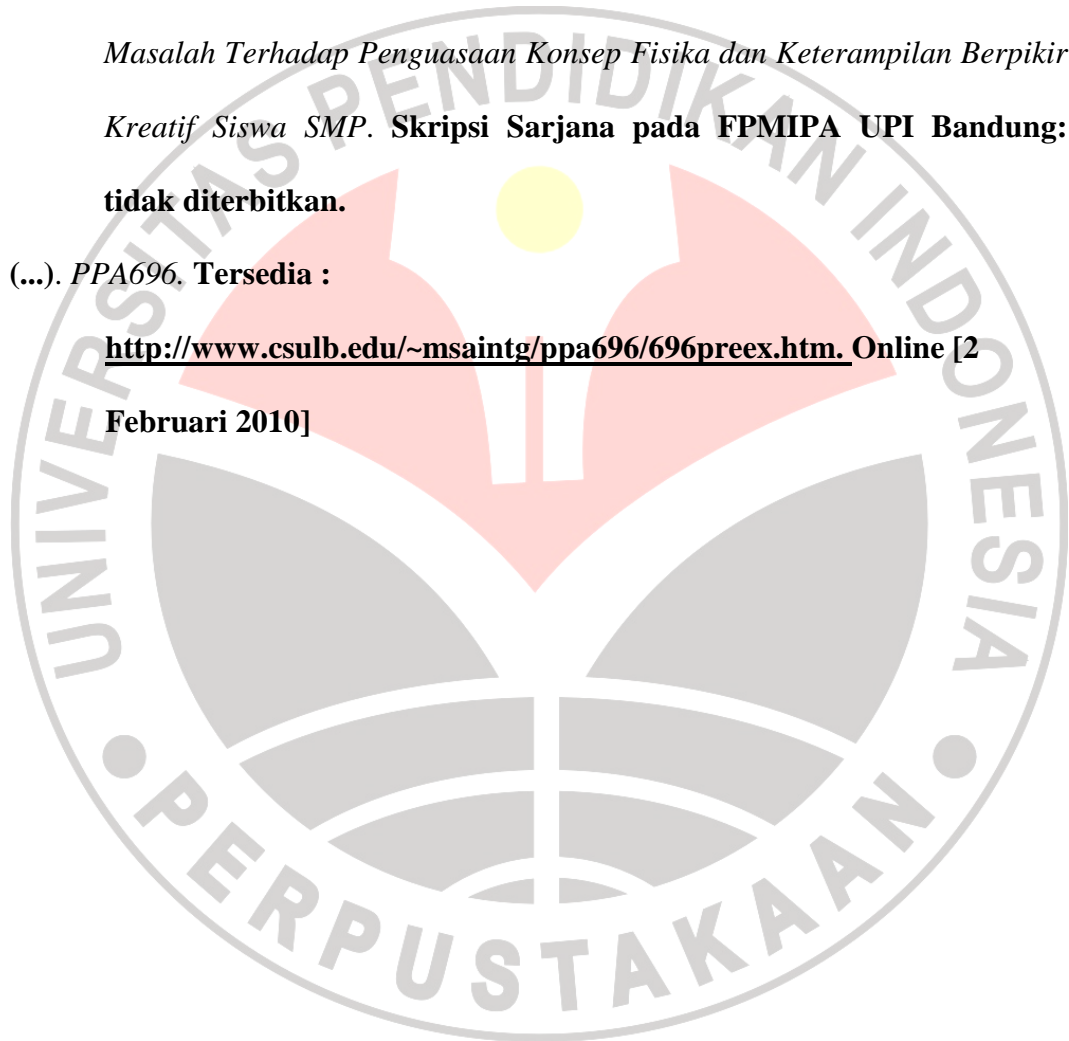 Masalah Terhadap Penguasaan Konsep Fisika dan Keterampilan Berpikir
Kreatif Siswa SMP. Skripsi Sarjana pada FPMIPA UPI Bandung:
tidak diterbitkan.
(...). PPA696. Tersedia :
http://www.csulb.edu/~msaintg/ppa696/696preex.htm. Online [2
Februari 2010]
UNIVERSITAS PENDIDIKAN INDONESIA
PERPUSTAKAAN